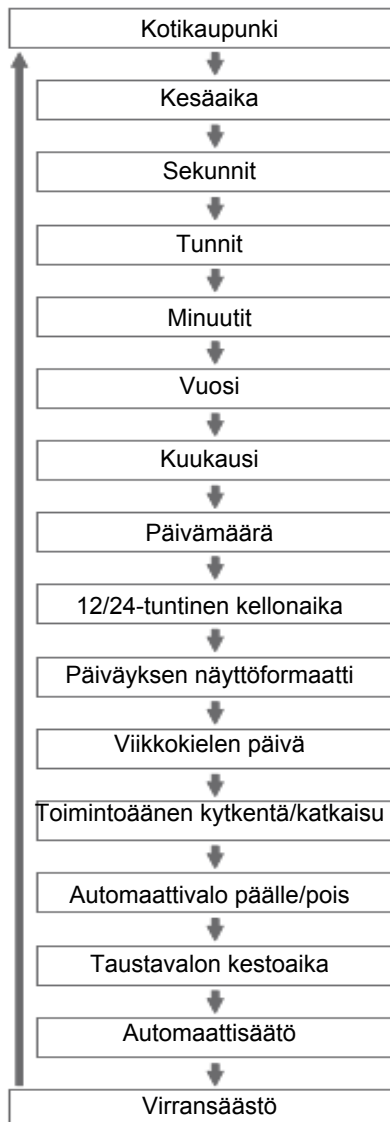 Kotikaupunki
Kesäaika
Sekunnit
Tunnit
Minuutit
Vuosi
Kuukausi
Päivämäärä
12/24-tuntinen kellonaika
Päiväyksen näyttöformaatti
Viikkokielen päivä
Toimintoäänen kytkentä/katkaisu
Automaattivalo päälle/pois
Taustavalon kestoaika
Automaattisäätö
Virransäästö